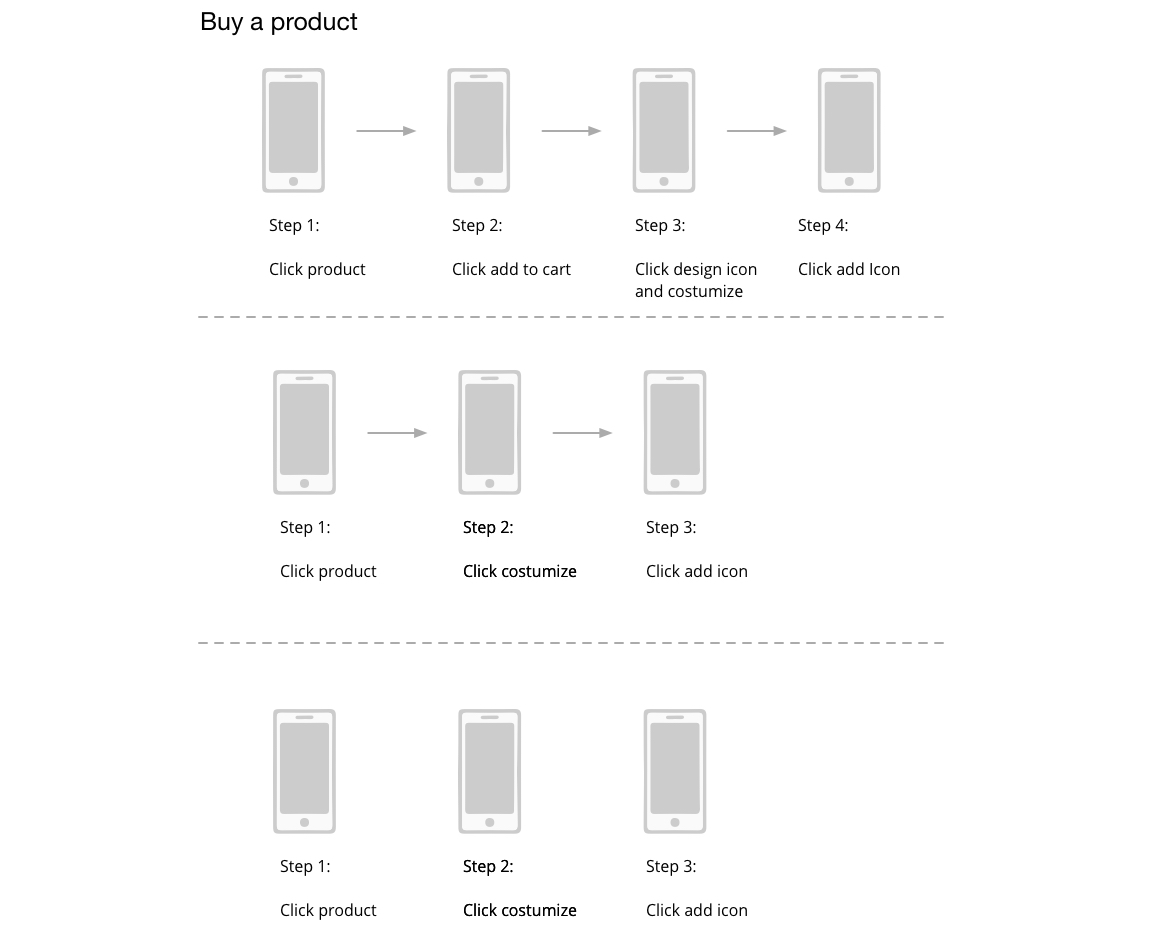 Buy a product
Step 1:
Step 2:
Step 3:
Step 4:
Click product
Click add to cart
Click design icon
and costumize
Click add Icon
Step 1:
Step 2:
Step 3:
Click product
Click costumize
Click add icon
Step 1:
Step 2:
Step 3:
Click product
Click costumize
Click add icon